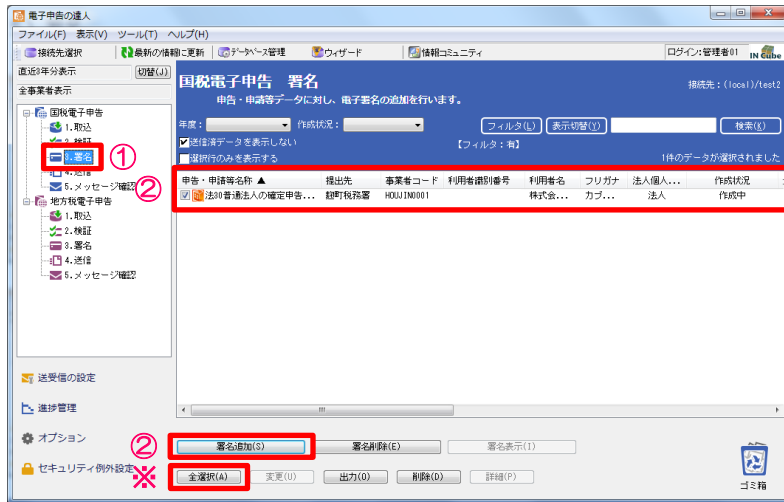 電子申告の達人
ファイル(F) 表示(V) ツール(T) ヘルプ(H)
接続先選択 最新の情報に更新 データベース管理 ウィザード 情報コミュニティ ログイン:管理者01 IN Cube
直近3年分表示 切替(J)
全事業者表示
国税電子申告
1.取込
2.検証
3.署名
4.送信
5.メッセージ確認
地方税電子申告
1.取込
2.検証
3.署名
4.送信
5.メッセージ確認
①
②
送受信の設定
進捗管理
オプション
セキュリティ例外設定
国税電子申告 署名
接続先:(local)/test2
申告・申請等データに対し、電子署名の追加を行います。
年度: 作成状況: フィルタ(L) 表示切替(Y) 検索(K)
送信済データを表示しない 【フィルタ:有】
選択行のみを表示する 1件のデータが選択されました
申告・申請等名称 ▲ 提出先 事業者コード 利用者識別番号 利用者名 フリガナ 法人個人... 作成状況
法30普通法人の確定申告... 麹町税務署 HOUJIN0001 株式会... カブ... 法人 作成中
② 署名追加(S) 署名削除(E) 署名表示(I)
※ 全選択(A) 変更(U) 出力(O) 削除(D) 詳細(P)
ゴミ箱